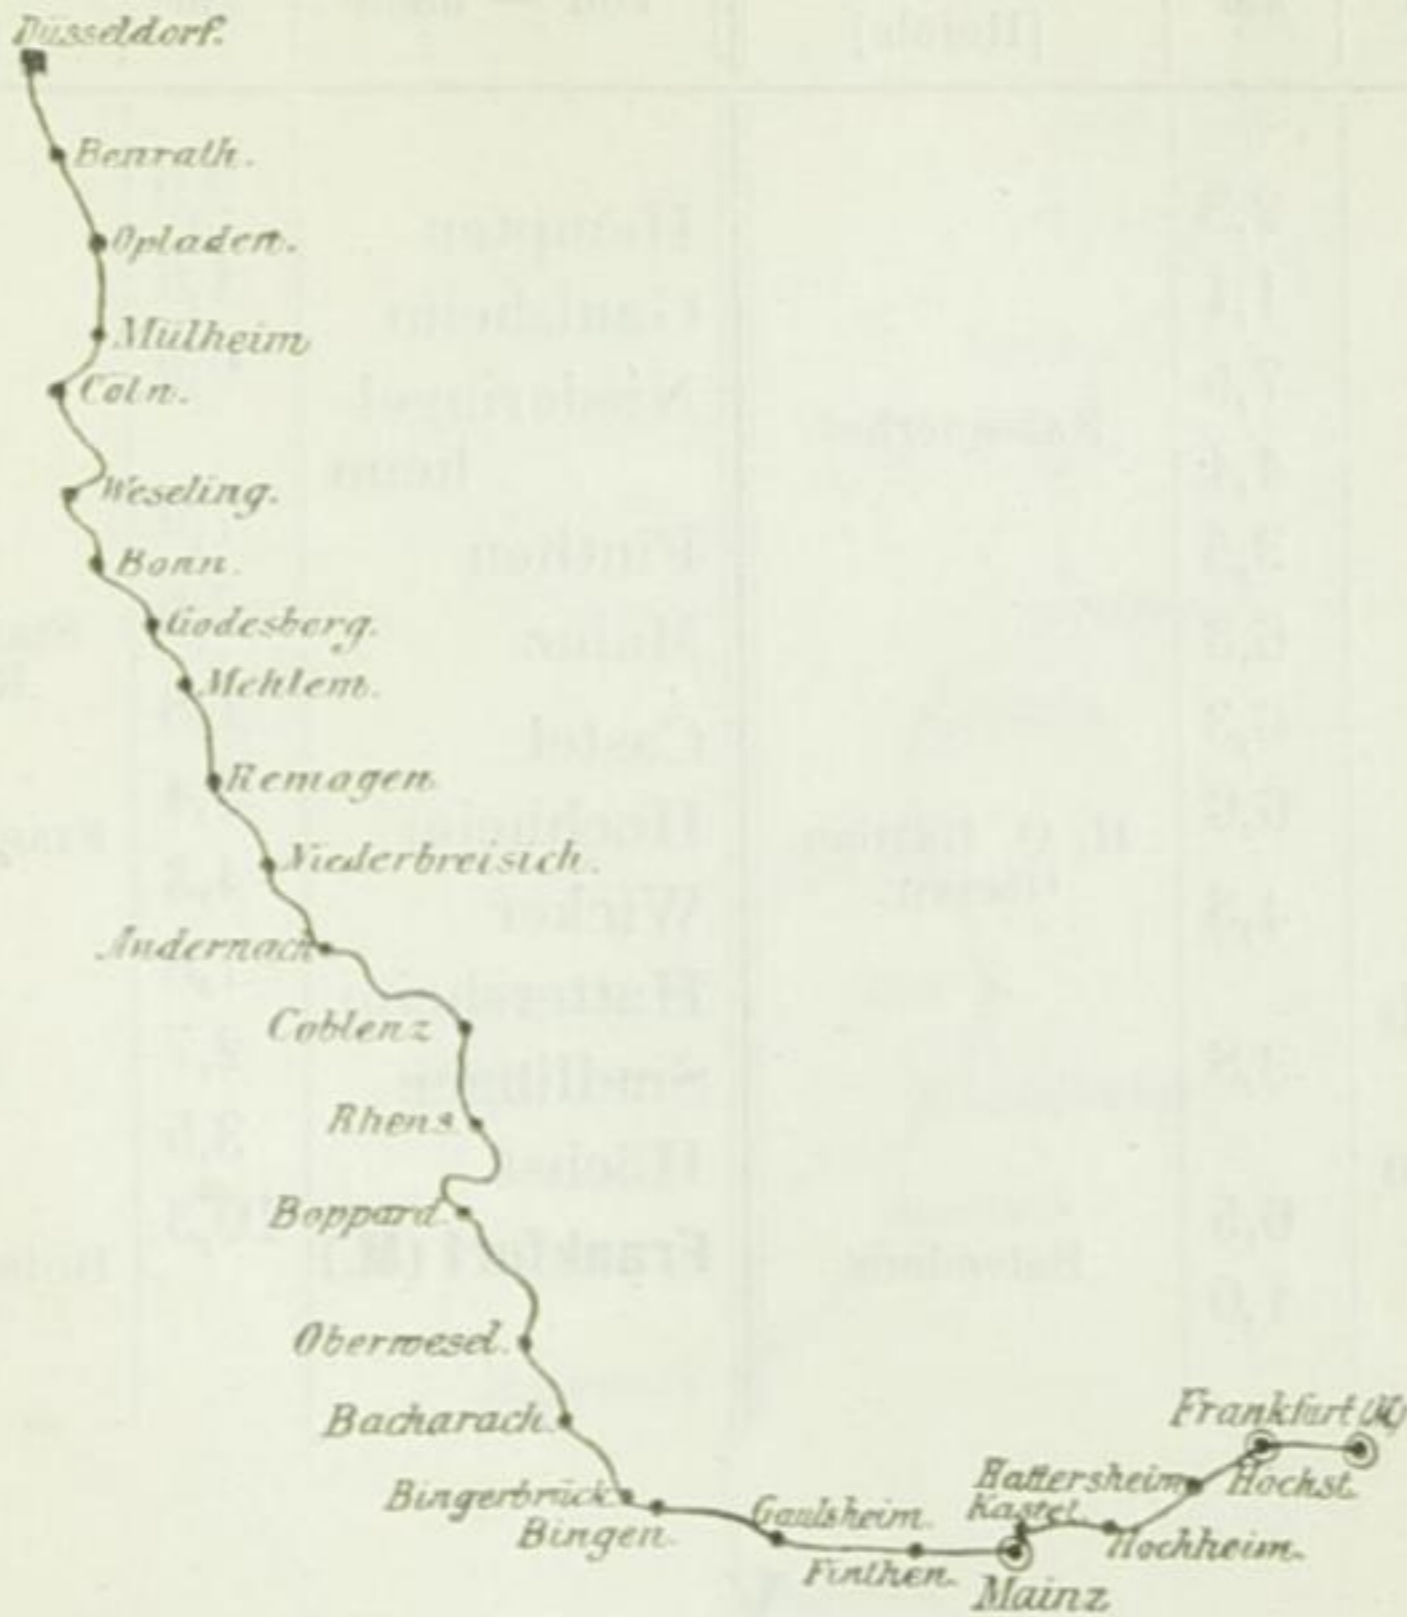 Düsseldorf.
Benrath.
Opladen.
Mülheim
Cöln.
Weseling.
Bonn.
Godesberg.
Mehlem.
Remagen.
Niederbreisich.
Andernach
Coblenz
Rhens
Boppard.
Oberwesel.
Bacharach.
Bingerbrück.
Bingen.
Gaulsheim.
Finthen.
Mainz
Kastel.
Hochheim.
Hattersheim
Höchst.
Frankfurt (M)